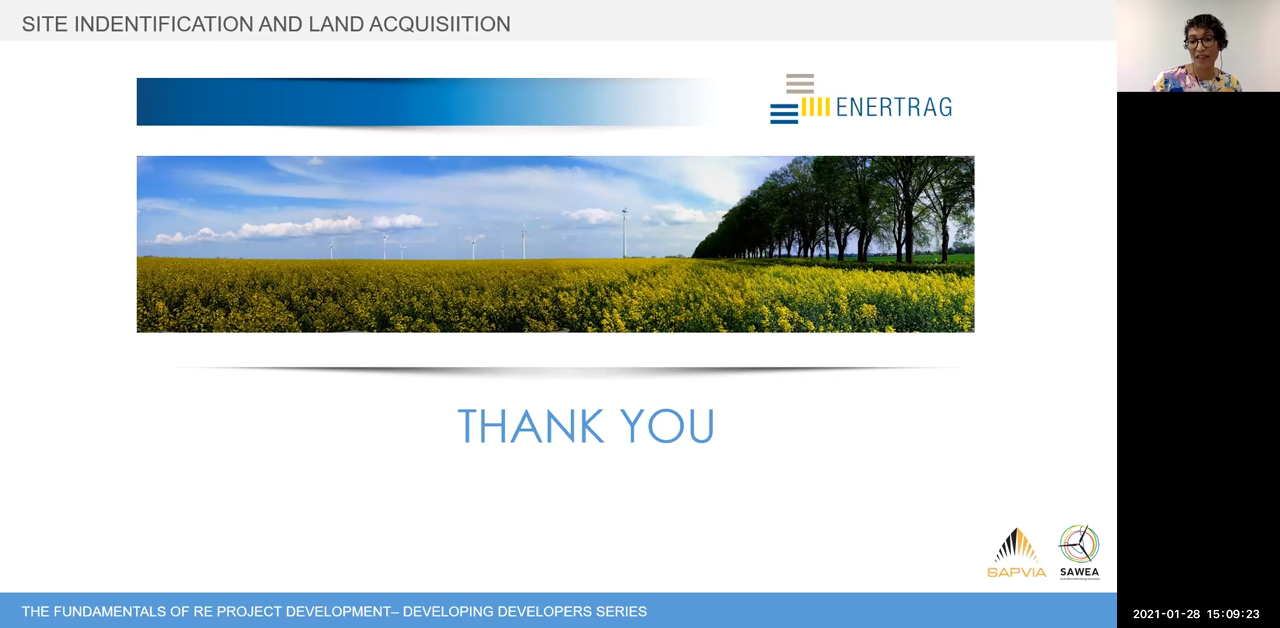 SITE INDENTIFICATION AND LAND ACQUISIITION
ENERTRAG
THANK YOU
SAPVIA
SAWEA
THE FUNDAMENTALS OF RE PROJECT DEVELOPMENT– DEVELOPING DEVELOPERS SERIES
2021-01-28 15:09:23